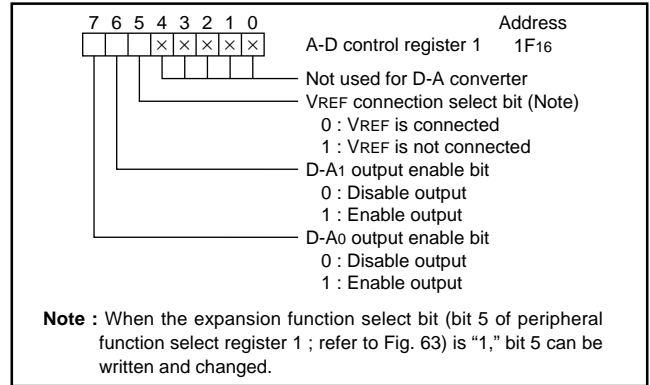 7 6 5 4 3 2 1 0
Address
× × × × ×
A-D control register 1 1F16
Not used for D-A converter
VREF connection select bit (Note)
0 : VREF is connected
1 : VREF is not connected
D-A1 output enable bit
0 : Disable output
1 : Enable output
D-A0 output enable bit
0 : Disable output
1 : Enable output
Note : When the expansion function select bit (bit 5 of peripheral
function select register 1 ; refer to Fig. 63) is “1,” bit 5 can be
written and changed.